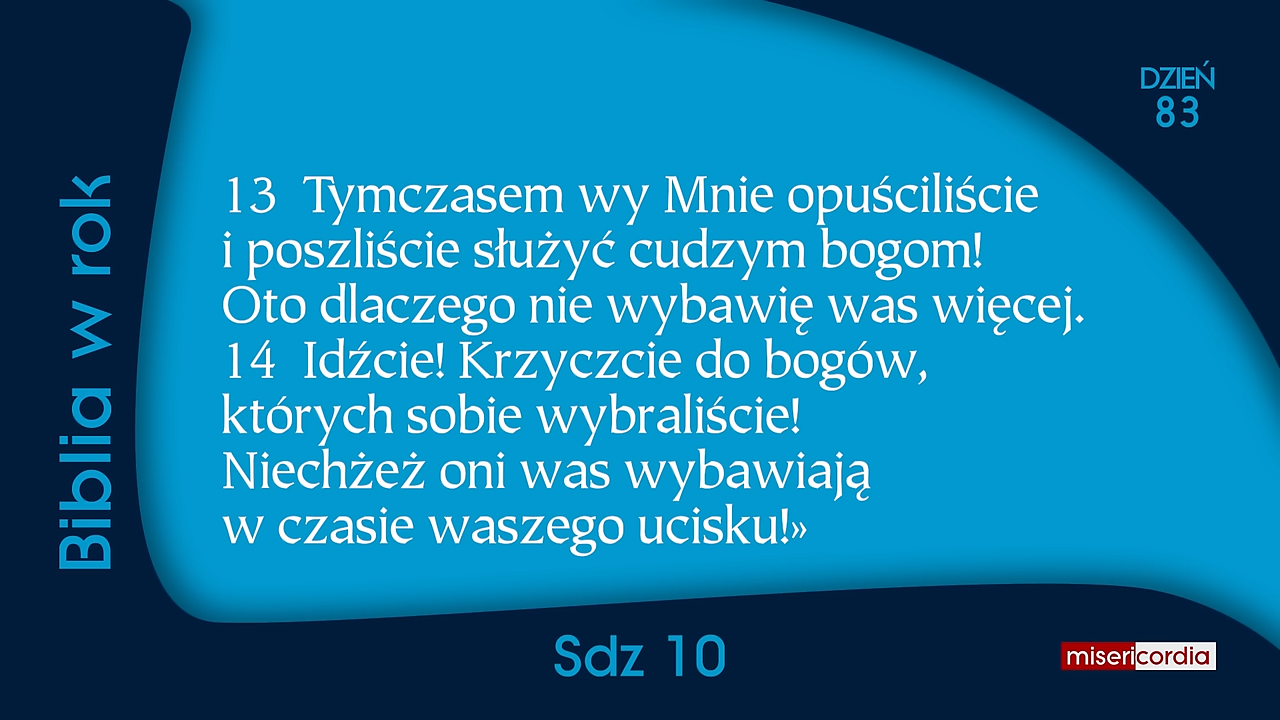 DZIEŃ
83
Biblia w rok
13 Tymczasem wy Mnie opuściliście
i poszliście służyć cudzym bogom!
Oto dlaczego nie wybawię was więcej.
14 Idźcie! Krzyczcie do bogów,
których sobie wybraliście!
Niechżeż oni was wybawiają
w czasie waszego ucisku!»
Sdz 10
misericordia